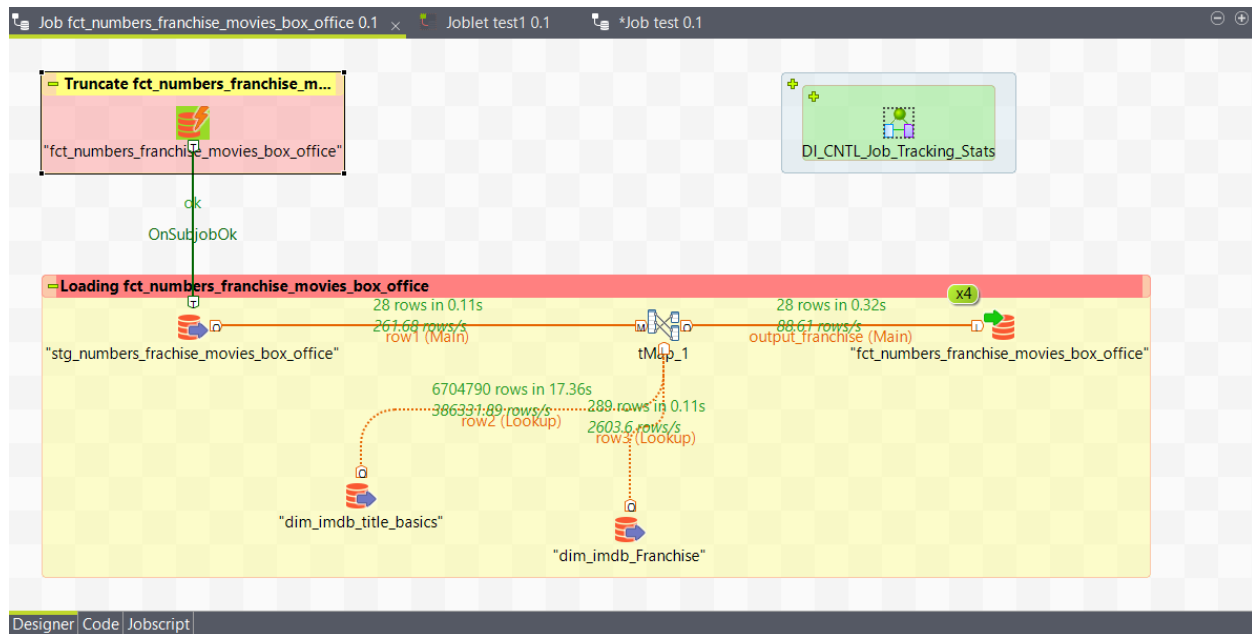 Job fct_numbers_franchise_movies_box_office 0.1
Joblet test1 0.1
*Job test 0.1
Truncate fct_numbers_franchise_m...
"fct_numbers_franchise_movies_box_office"
DI_CNTL_Job_Tracking_Stats
ok
OnSubjobOk
Loading fct_numbers_franchise_movies_box_office
x4
28 rows in 0.11s
261.68 rows/s
row1 (Main)
28 rows in 0.32s
88.61 rows/s
output_franchise (Main)
"stg_numbers_frachise_movies_box_office"
tMap_1
"fct_numbers_franchise_movies_box_office"
6704790 rows in 17.36s
386331.89 rows/s
row2 (Lookup)
289 rows in 0.11s
2603.6 rows/s
row3 (Lookup)
"dim_imdb_title_basics"
"dim_imdb_Franchise"
Designer Code Jobscript